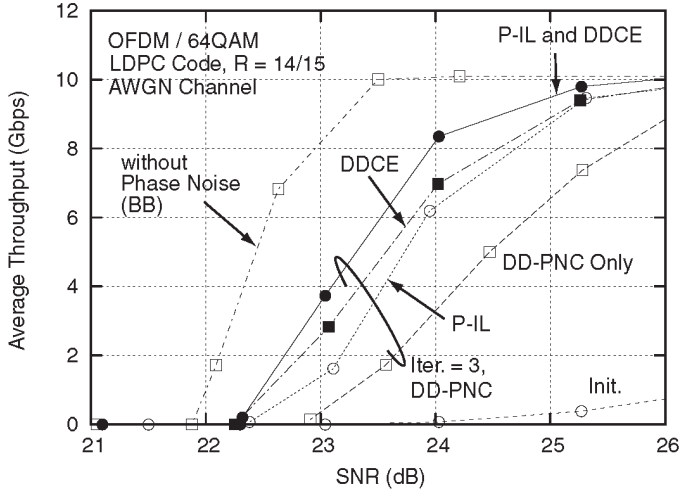 12
10
8
6
4
2
0
Average Throughput (Gbps)
OFDM / 64QAM
LDPC Code, R = 14/15
AWGN Channel
P-IL and DDCE
without
Phase Noise
(BB)
DDCE
DD-PNC Only
P-IL
Iter. = 3,
DD-PNC
Init.
21
22
23
24
25
26
SNR (dB)